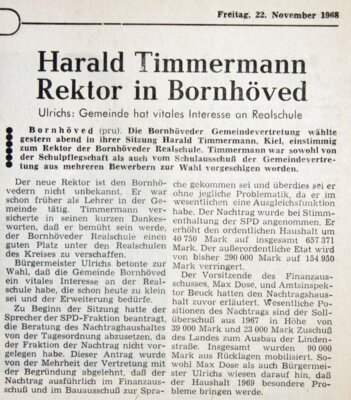 Freitag, 22. November 1968
Harald Timmermann
Rektor in Bornhöved
Ulrichs: Gemeinde hat vitales Interesse an Realschule
Bornhöved (pru). Die Bornhöveder Gemeindevertretung wählte
gestern abend in ihrer Sitzung Harald Timmermann, Kiel, einstimmig
zum Rektor der Bornhöveder Realschule. Timmermann war sowohl von
der Schulpflegschaft als auch vom Schulausschuß der Gemeindevertre-
tung aus mehreren Bewerbern zur Wahl vorgeschlagen worden.
Der neue Rektor ist den Bornhö-
vedern nicht unbekannt. Er war
schon früher als Lehrer in der Ge-
meinde tätig. Timmermann ver-
sicherte in seinen kurzen Dankes-
worten, daß er bemüht sein werde,
der Bornhöveder Realschule einen
guten Platz unter den Realschulen
des Kreises zu verschaffen.
Bürgermeister Ulrichs betonte zur
Wahl, daß die Gemeinde Bornhöved
ein vitales Interesse an der Real-
schule habe, die schon heute zu klein
und der Erweiterung bedürfe.
Zu Beginn der Sitzung hatte der
Sprecher der SPD-Fraktion beantragt,
die Beratung des Nachtraghaushaltes
von der Tagesordnung abzusetzen, da
der Fraktion der Nachtrag nicht vor-
gelegen habe. Dieser Antrag wurde
von der Mehrheit der Vertretung mit
der Begründung abgelehnt, daß der
Nachtrag ausführlich im Finanzaus-
schuß und im Bauausschuß zur Spra-
che gekommen sei und überdies sei er
ohne jegliche Problematik, da er im
wesentlichen eine Ausgleichsfunktion
habe. Der Nachtrag wurde bei Stimm-
enthaltung der SPD angenommen. Er
erhöht den ordentlichen Haushalt um
40 750 Mark auf insgesamt 657 371
Mark. Der außerordentliche Etat wird
von bisher 290 000 Mark auf 154 950
Mark verringert.
Der Vorsitzende des Finanzaus-
schusses, Max Dose, und Amtsinspek-
tor Beuck hatten den Nachtragshaus-
halt zuvor erläutert. Wesentliche Po-
sitionen des Nachtrags sind der Soll-
überschuß aus 1967 in Höhe von
39 000 Mark und 23 000 Mark Zuschuß
des Landes zum Ausbau der Linden-
straße. Insgesamt wurden 90 000
Mark aus Rücklagen mobilisiert. So-
wohl Max Dose als auch Bürgermei-
ster Ulrichs wiesen darauf hin, daß
der Haushalt 1969 besondere Pro-
bleme bringen werde.